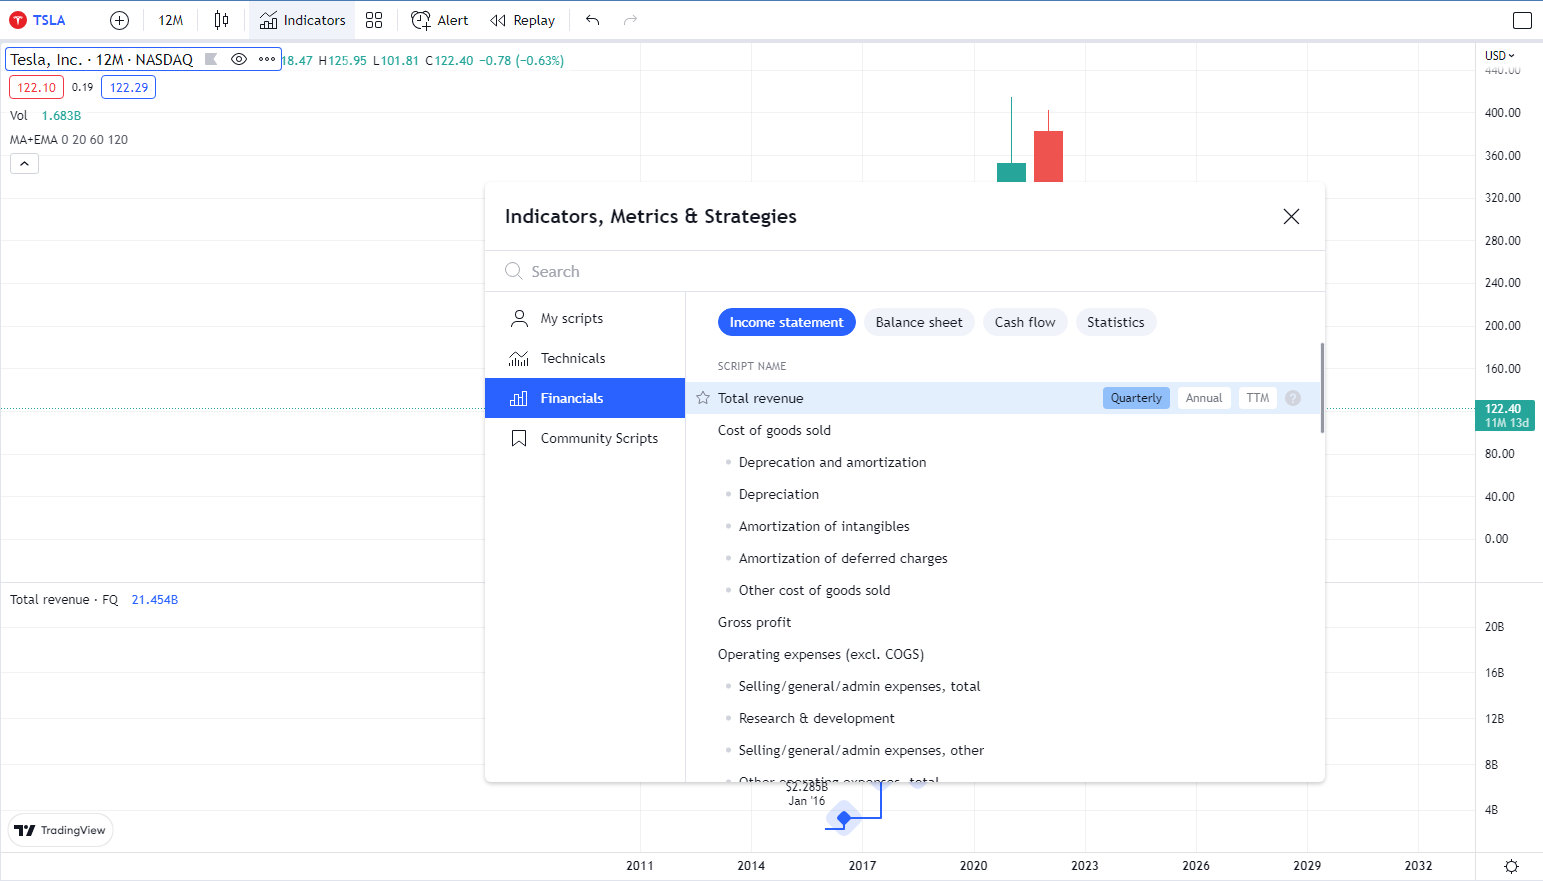 TSLA 12M Indicators Alert Replay
Tesla, Inc. · 12M · NASDAQ 18.47 H125.95 L101.81 C122.40 −0.78 (−0.63%)
USD
440.00
122.10 0.19 122.29
Vol 1.683B
MA+EMA 0 20 60 120
400.00
360.00
320.00
280.00
240.00
200.00
160.00
122.40
11M 13d
80.00
40.00
0.00
Indicators, Metrics & Strategies
Search
My scripts
Technicals
Financials
Community Scripts
Income statement Balance sheet Cash flow Statistics
SCRIPT NAME
Total revenue Quarterly Annual TTM ?
Cost of goods sold
Deprecation and amortization
Depreciation
Amortization of intangibles
Amortization of deferred charges
Other cost of goods sold
Gross profit
Operating expenses (excl. COGS)
Selling/general/admin expenses, total
Research & development
Selling/general/admin expenses, other
Other operating expenses, total
Total revenue · FQ 21.454B
20B
16B
12B
8B
4B
$2.285B
Jan '16
TradingView
2011 2014 2017 2020 2023 2026 2029 2032